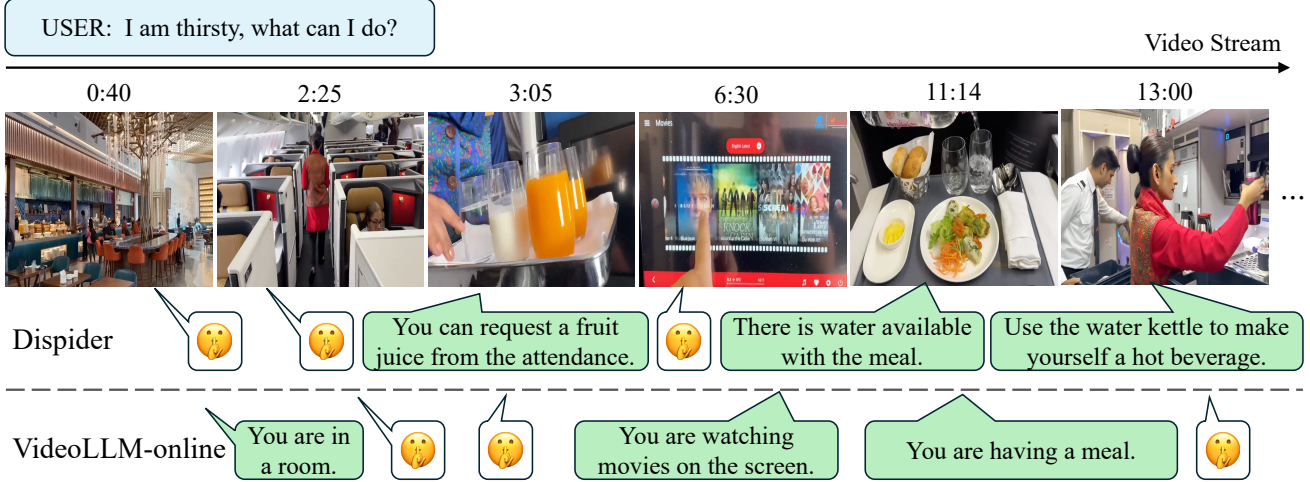 USER: I am thirsty, what can I do?
Video Stream
0:40
2:25
3:05
6:30
11:14
13:00
Movies
KNOCK
SCREAM
...
Dispider
You can request a fruit
juice from the attendance.
There is water available
with the meal.
Use the water kettle to make
yourself a hot beverage.
VideoLLM-online
You are in
a room.
You are watching
movies on the screen.
You are having a meal.